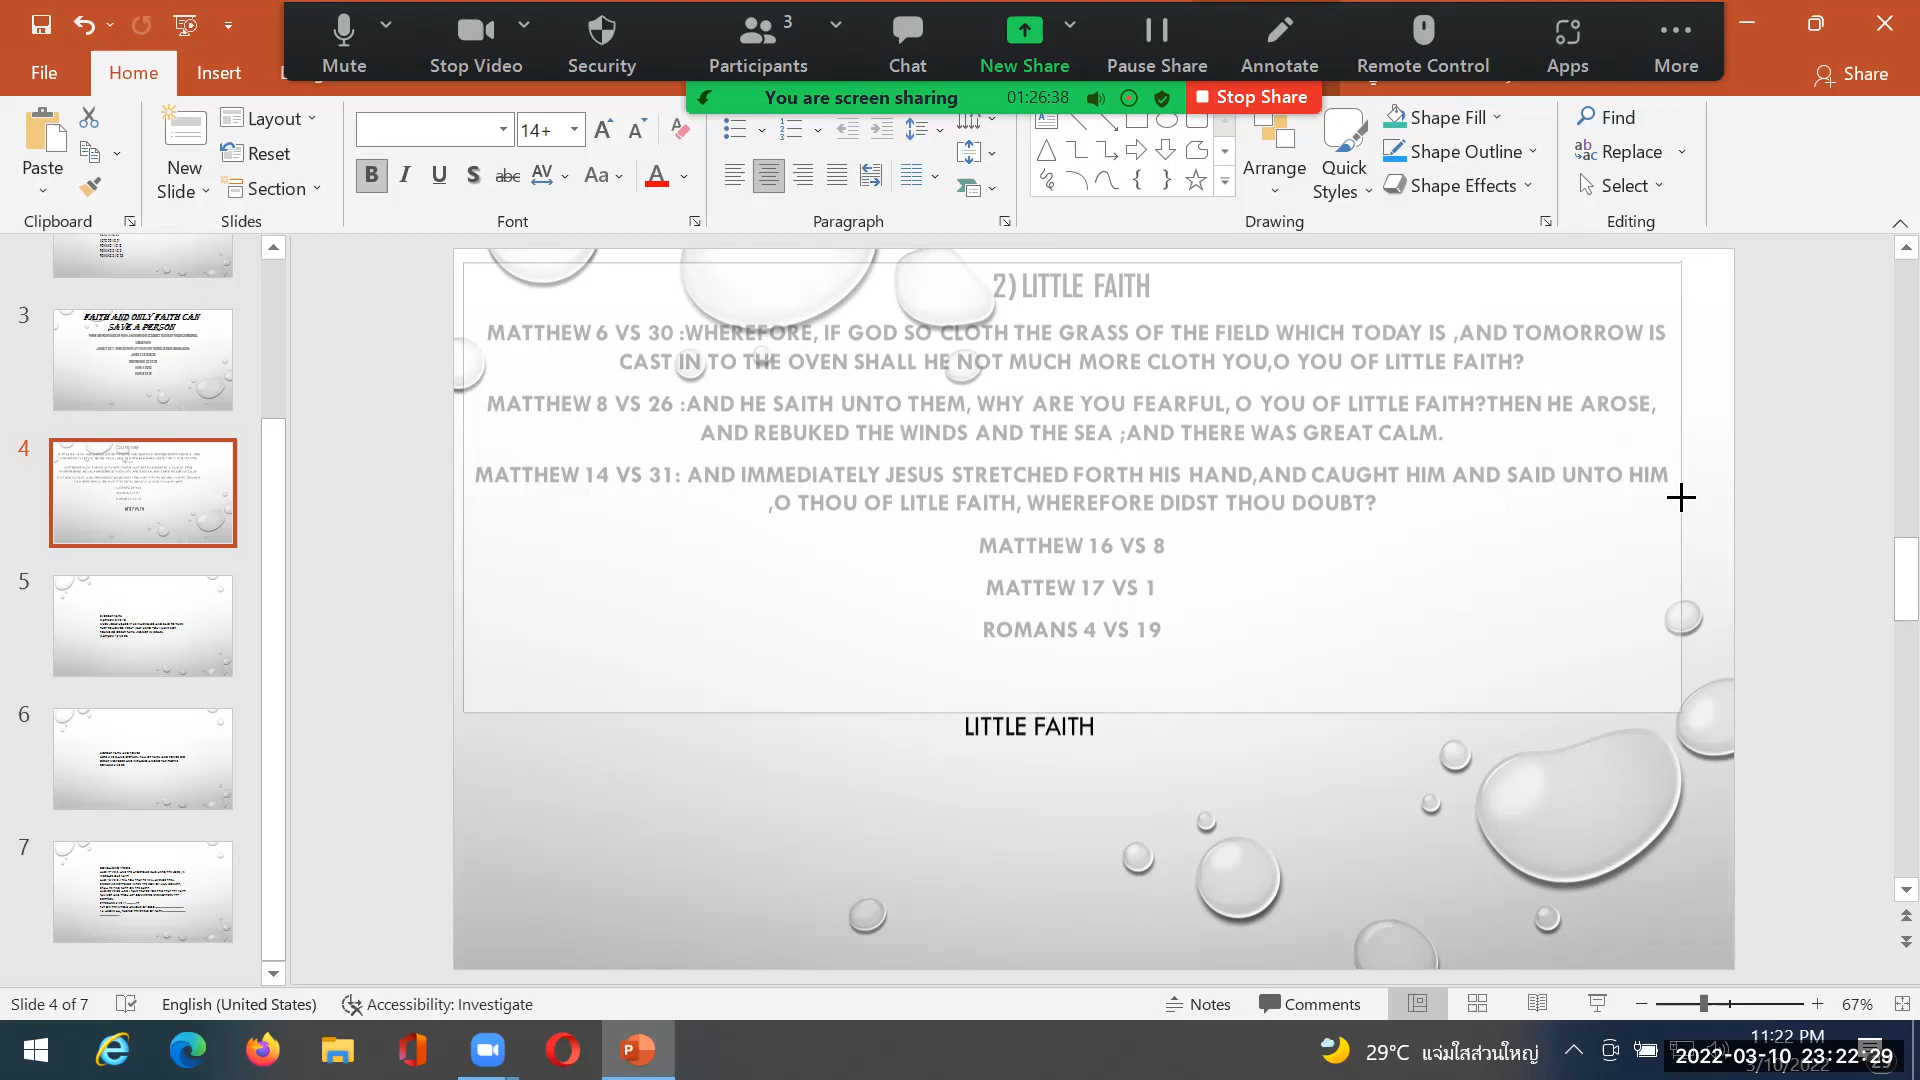 Mute
Stop Video
Security
Participants
3
Chat
New Share
Pause Share
Annotate
Remote Control
Apps
More
You are screen sharing
01:26:38
Stop Share
File
Home
Insert
Share
Paste
Clipboard
New
Slide
Layout
Reset
Section
Slides
14+
B
I
U
S
abc
AV
Aa
A
Font
Paragraph
Arrange
Quick
Styles
Drawing
Shape Fill
Shape Outline
Shape Effects
Find
Replace
Select
Editing
3
FAITH AND ONLY FAITH CAN
SAVE A PERSON
4
5
6
7
2) LITTLE FAITH
MATTHEW 6 VS 30 :WHEREFORE, IF GOD SO CLOTH THE GRASS OF THE FIELD WHICH TODAY IS ,AND TOMORROW IS
CAST IN TO THE OVEN SHALL HE NOT MUCH MORE CLOTH YOU,O YOU OF LITTLE FAITH?
MATTHEW 8 VS 26 :AND HE SAITH UNTO THEM, WHY ARE YOU FEARFUL, O YOU OF LITTLE FAITH?THEN HE AROSE,
AND REBUKED THE WINDS AND THE SEA ;AND THERE WAS GREAT CALM.
MATTHEW 14 VS 31: AND IMMEDIATELY JESUS STRETCHED FORTH HIS HAND,AND CAUGHT HIM AND SAID UNTO HIM
,O THOU OF LITLE FAITH, WHEREFORE DIDST THOU DOUBT?
MATTHEW 16 VS 8
MATTEW 17 VS 1
ROMANS 4 VS 19
LITTLE FAITH
Slide 4 of 7
English (United States)
Accessibility: Investigate
Notes
Comments
67%
29°C แจ่มใสส่วนใหญ่
11:22 PM
3/10/2022
2022-03-10 23:22:29